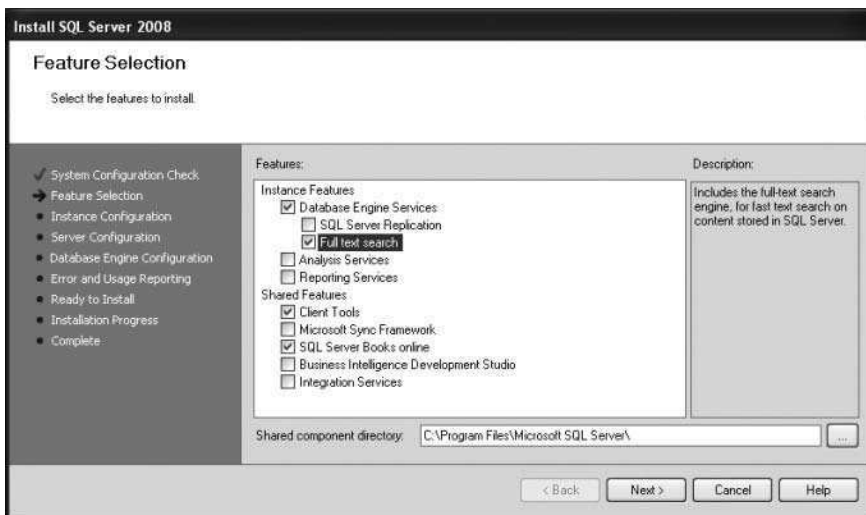 Install SQL Server 2008
Feature Selection
Select the features to install.
System Configuration Check
Feature Selection
Instance Configuration
Server Configuration
Database Engine Configuration
Error and Usage Reporting
Ready to Install
Installation Progress
Complete
Features:
Instance Features
Database Engine Services
SQL Server Replication
Full text search
Analysis Services
Reporting Services
Shared Features
Client Tools
Microsoft Sync Framework
SQL Server Books online
Business Intelligence Development Studio
Integration Services
Description:
Includes the full-text search
engine, for fast text search on
content stored in SQL Server.
Shared component directory: C:\Program Files\Microsoft SQL Server\ ...
< Back Next > Cancel Help